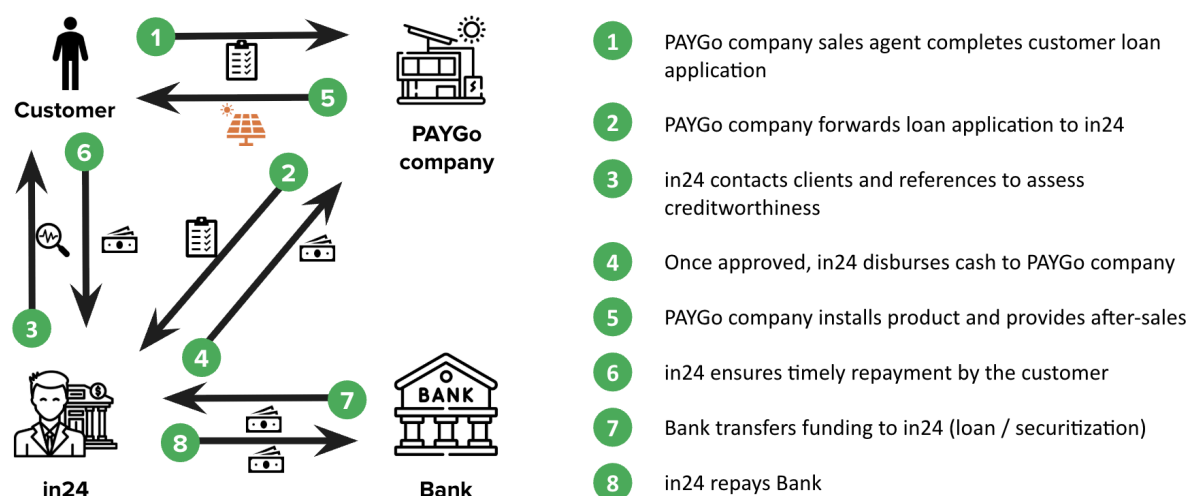 1
Customer
5
PAYGo
company
6
2
3
4
in24
7
8
BANK
Bank
1 PAYGo company sales agent completes customer loan
application
2 PAYGo company forwards loan application to in24
3 in24 contacts clients and references to assess
creditworthiness
4 Once approved, in24 disburses cash to PAYGo company
5 PAYGo company installs product and provides after-sales
6 in24 ensures timely repayment by the customer
7 Bank transfers funding to in24 (loan / securitization)
8 in24 repays Bank